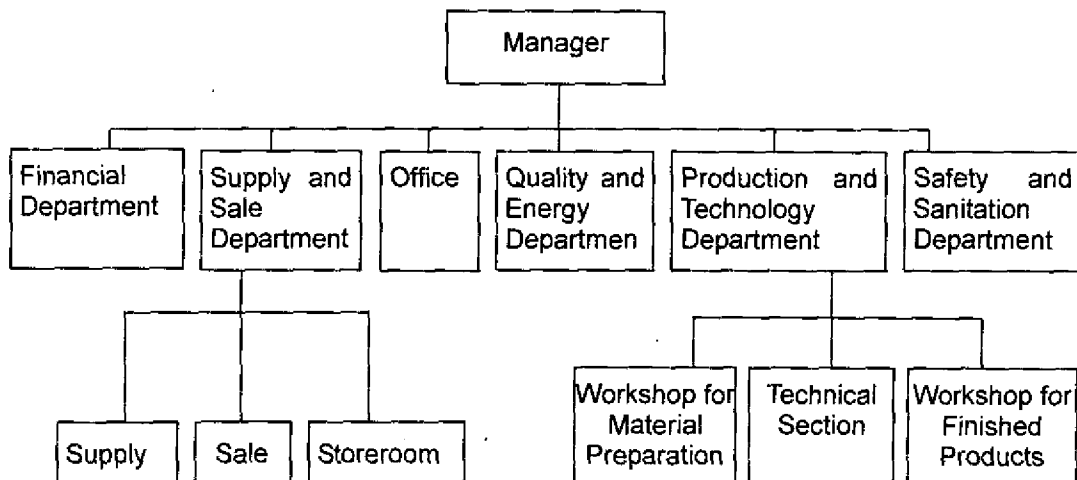 Manager
Financial
Department
Supply and
Sale
Department
Office
Quality and
Energy
Departmen
Production and
Technology
Department
Safety and
Sanitation
Department
Supply
Sale
Storeroom
Workshop for
Material
Preparation
Technical
Section
Workshop for
Finished
Products